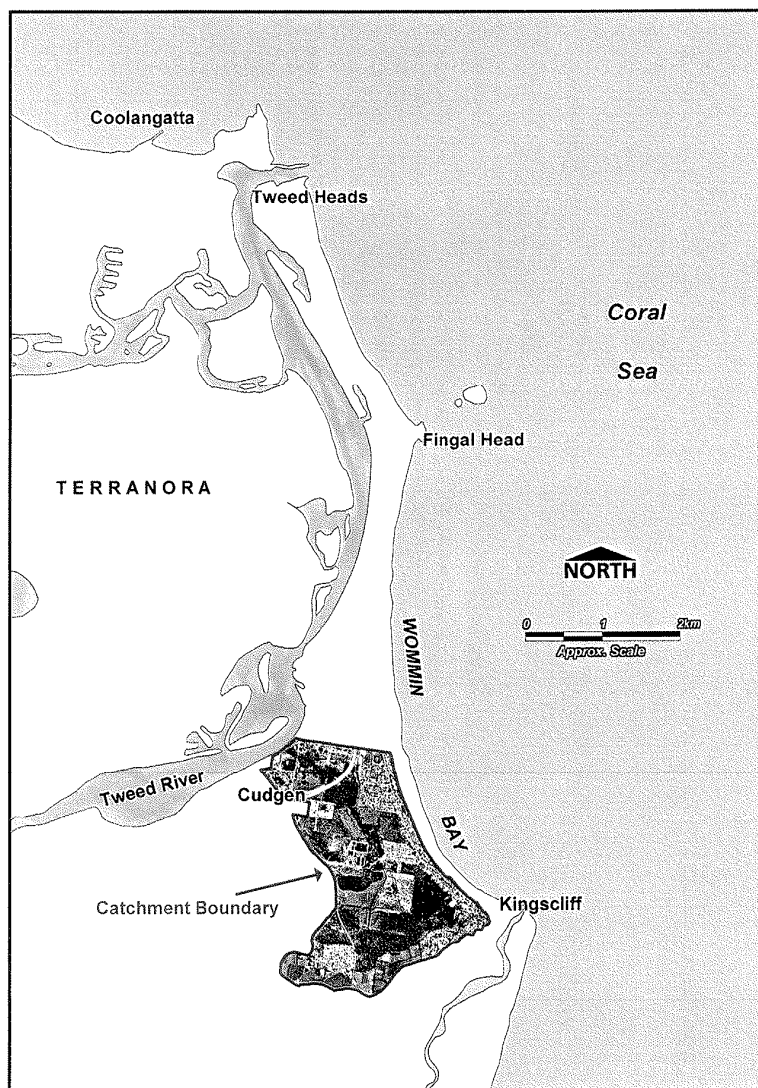 Coolangatta
Tweed Heads
Coral
Sea
Fingal Head
TERRANORA
NORTH
0 1 2km
Approx. Scale
WOMMIN
Tweed River
Cudgen
BAY
Kingscliff
Catchment Boundary